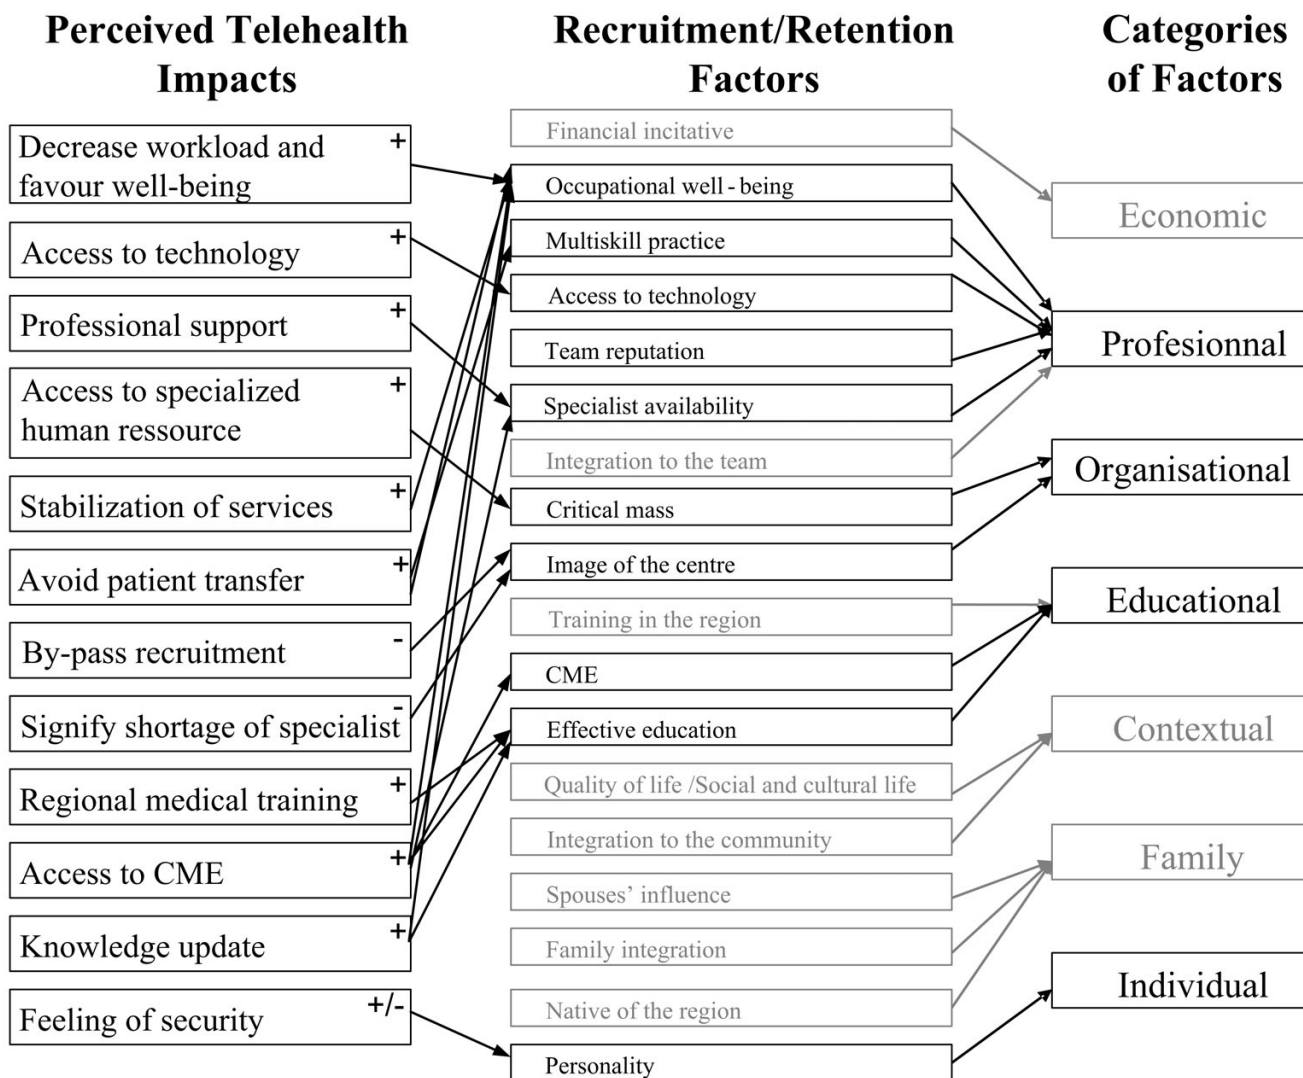 Perceived Telehealth
Impacts
Recruitment/Retention
Factors
Categories
of Factors
Decrease workload and
favour well-being
+
Access to technology
+
Professional support
+
Access to specialized
human ressource
+
Stabilization of services
+
Avoid patient transfer
+
By-pass recruitment
-
Signify shortage of specialist
-
Regional medical training
+
Access to CME
+
Knowledge update
+
Feeling of security
+/-
Financial incitative
Occupational well-being
Multiskill practice
Access to technology
Team reputation
Specialist availability
Integration to the team
Critical mass
Image of the centre
Training in the region
CME
Effective education
Quality of life /Social and cultural life
Integration to the community
Spouses’ influence
Family integration
Native of the region
Personality
Economic
Profesionnal
Organisational
Educational
Contextual
Family
Individual